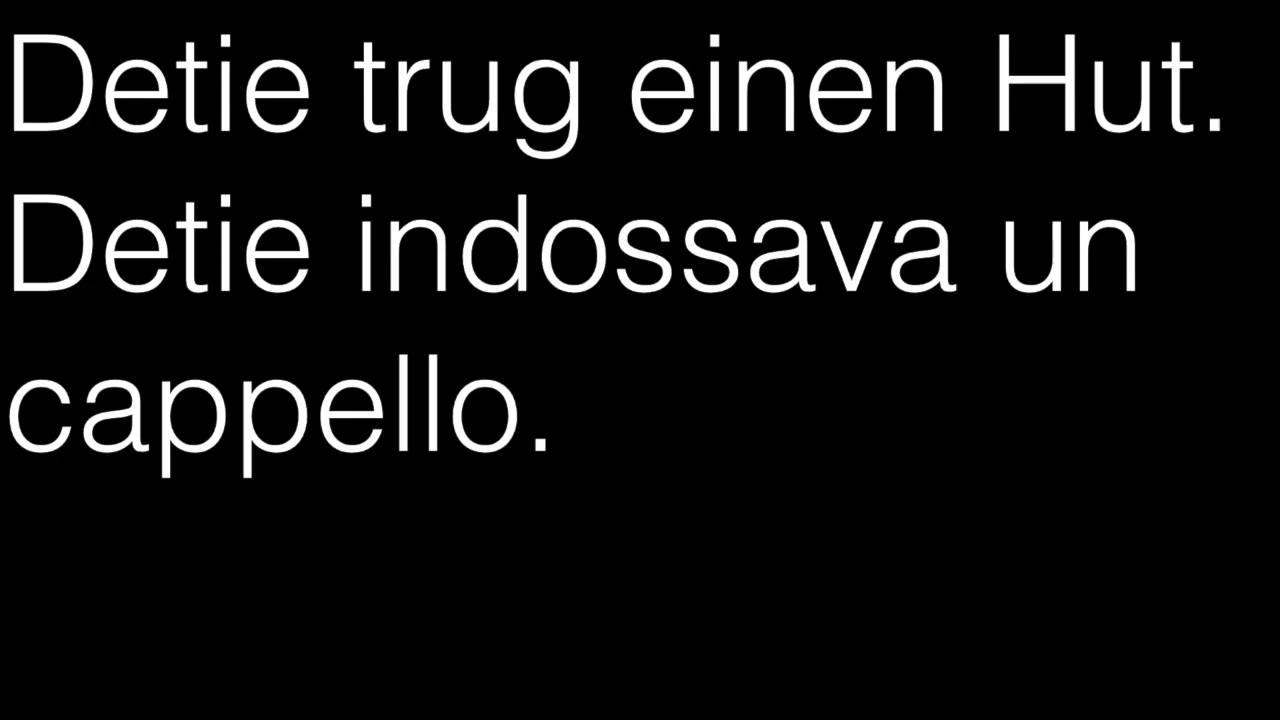 Detie trug einen Hut.
Detie indossava un
cappello.